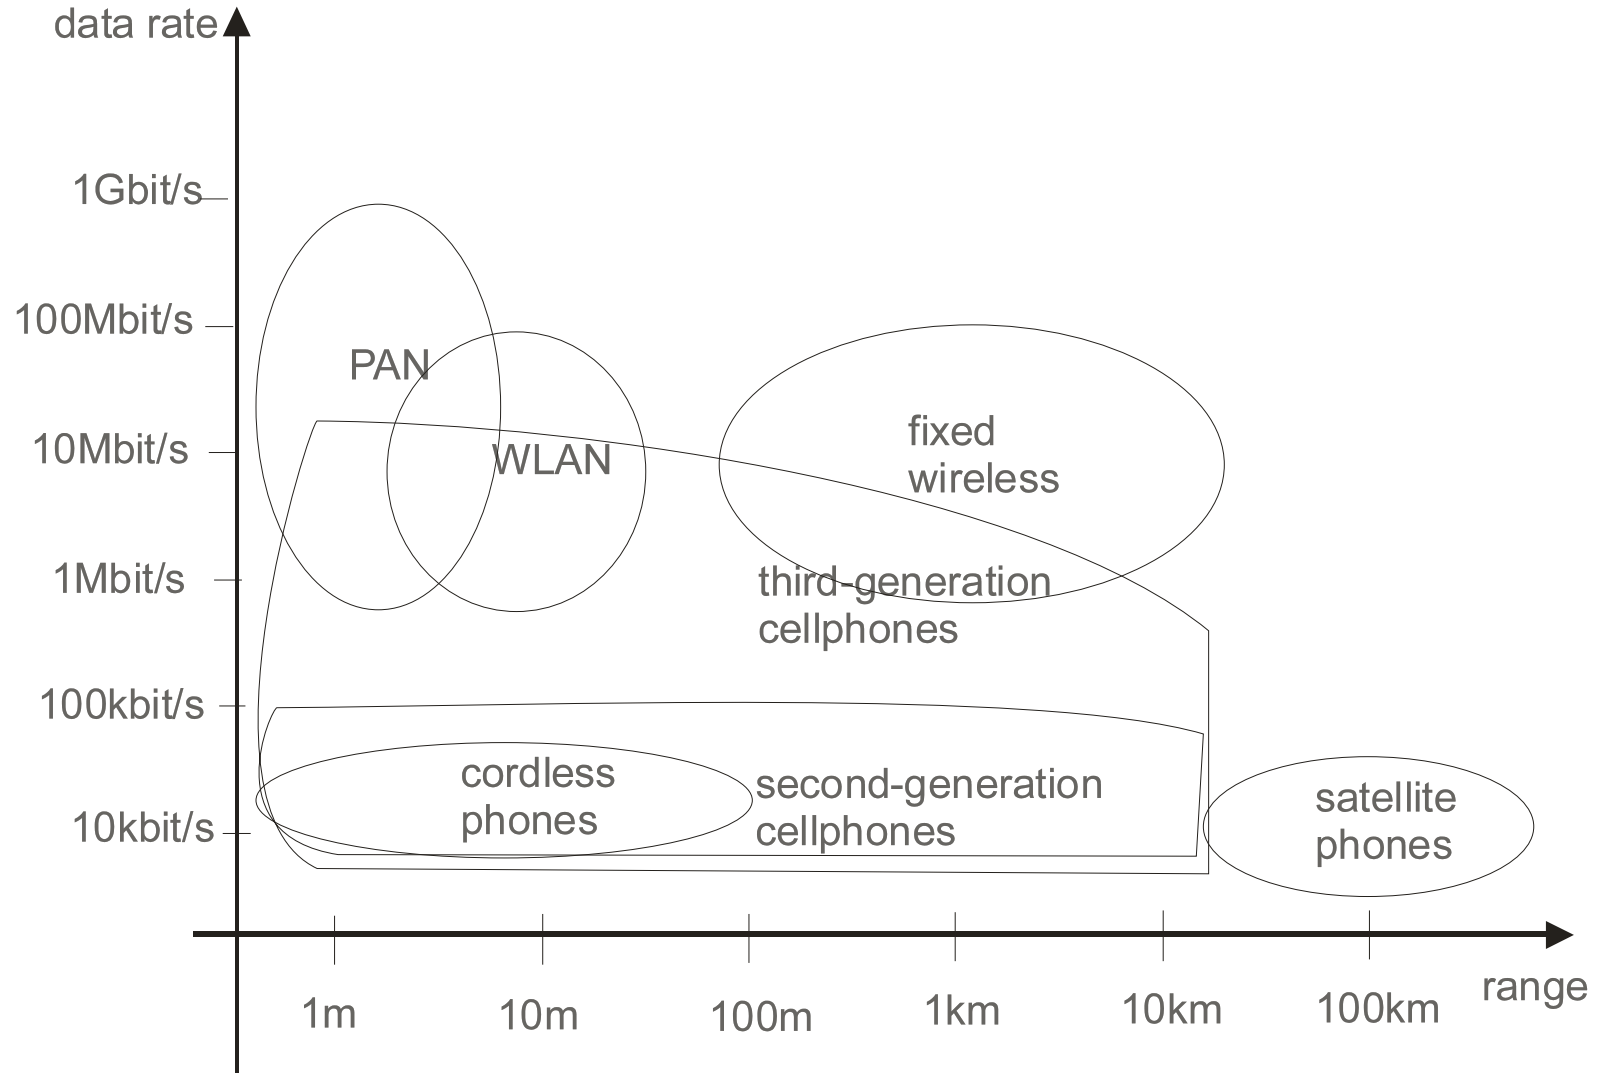 data rate
1Gbit/s
100Mbit/s
PAN
10Mbit/s
WLAN
fixed
wireless
1Mbit/s
third-generation
cellphones
100kbit/s
cordless
phones
second-generation
cellphones
satellite
phones
10kbit/s
range
1m
10m
100m
1km
10km
100km